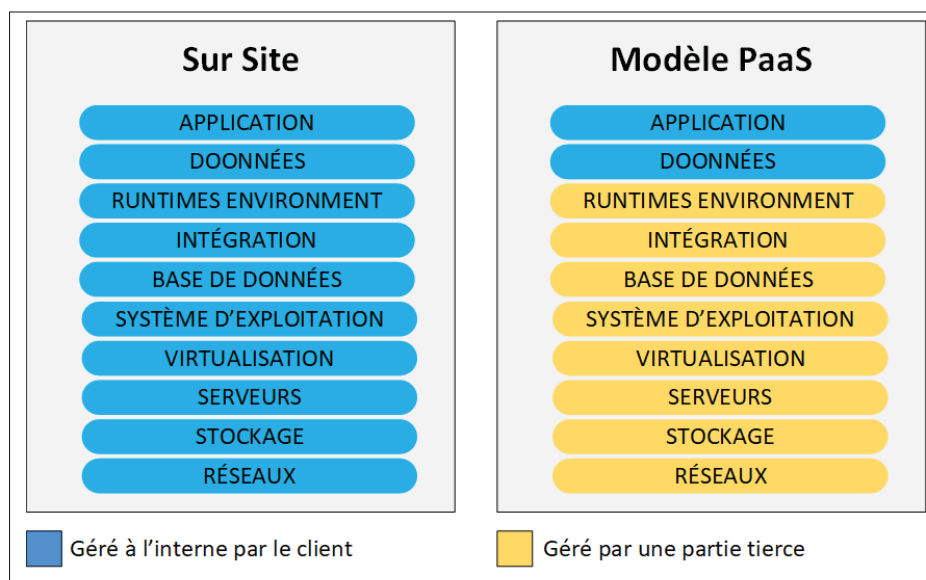 Sur Site
APPLICATION
DOONNÉES
RUNTIMES ENVIRONMENT
INTÉGRATION
BASE DE DONNÉES
SYSTÈME D'EXPLOITATION
VIRTUALISATION
SERVEURS
STOCKAGE
RÉSEAUX
Géré à l'interne par le client
Modèle PaaS
APPLICATION
DOONNÉES
RUNTIMES ENVIRONMENT
INTÉGRATION
BASE DE DONNÉES
SYSTÈME D'EXPLOITATION
VIRTUALISATION
SERVEURS
STOCKAGE
RÉSEAUX
Géré par une partie tierce